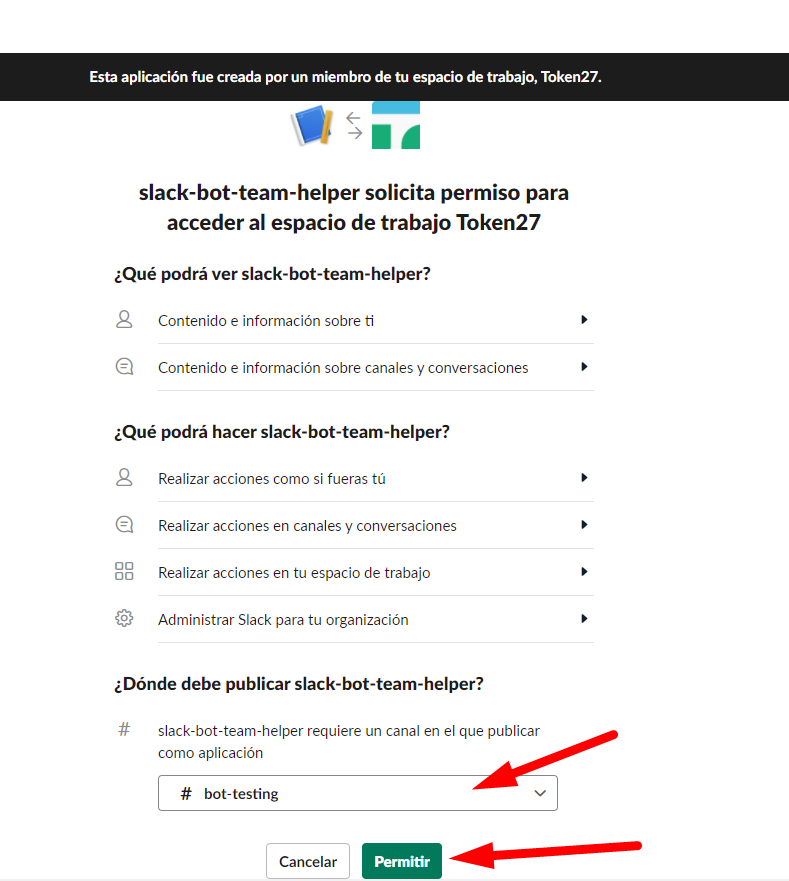 Esta aplicación fue creada por un miembro de tu espacio de trabajo, Token27.
slack-bot-team-helper solicita permiso para
acceder al espacio de trabajo Token27
¿Qué podrá ver slack-bot-team-helper?
Contenido e información sobre ti
Contenido e información sobre canales y conversaciones
¿Qué podrá hacer slack-bot-team-helper?
Realizar acciones como si fueras tú
Realizar acciones en canales y conversaciones
Realizar acciones en tu espacio de trabajo
Administrar Slack para tu organización
¿Dónde debe publicar slack-bot-team-helper?
# slack-bot-team-helper requiere un canal en el que publicar
como aplicación
# bot-testing
Cancelar Permitir